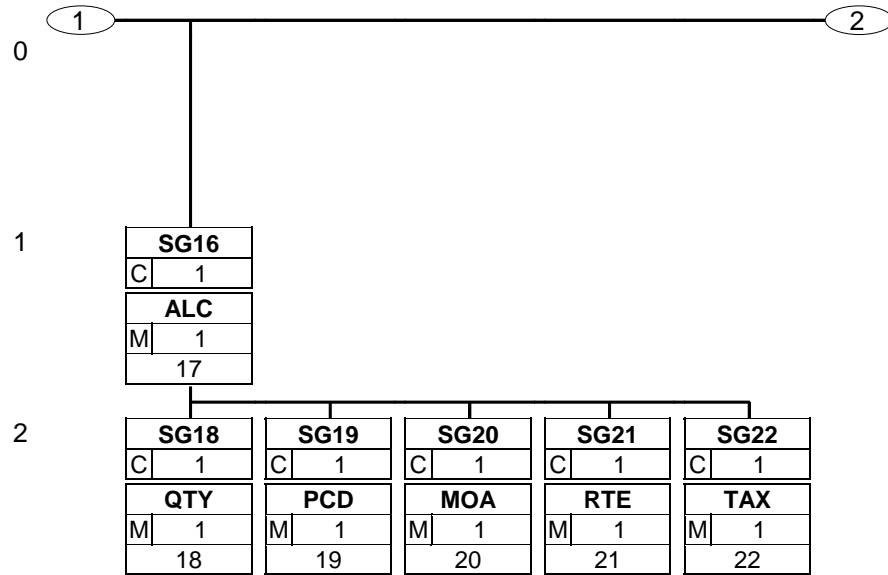 1 2
0
1
SG16
C 1
ALC
M 1
17
2
SG18 SG19 SG20 SG21 SG22
C 1 C 1 C 1 C 1 C 1
QTY PCD MOA RTE TAX
M 1 M 1 M 1 M 1 M 1
18 19 20 21 22